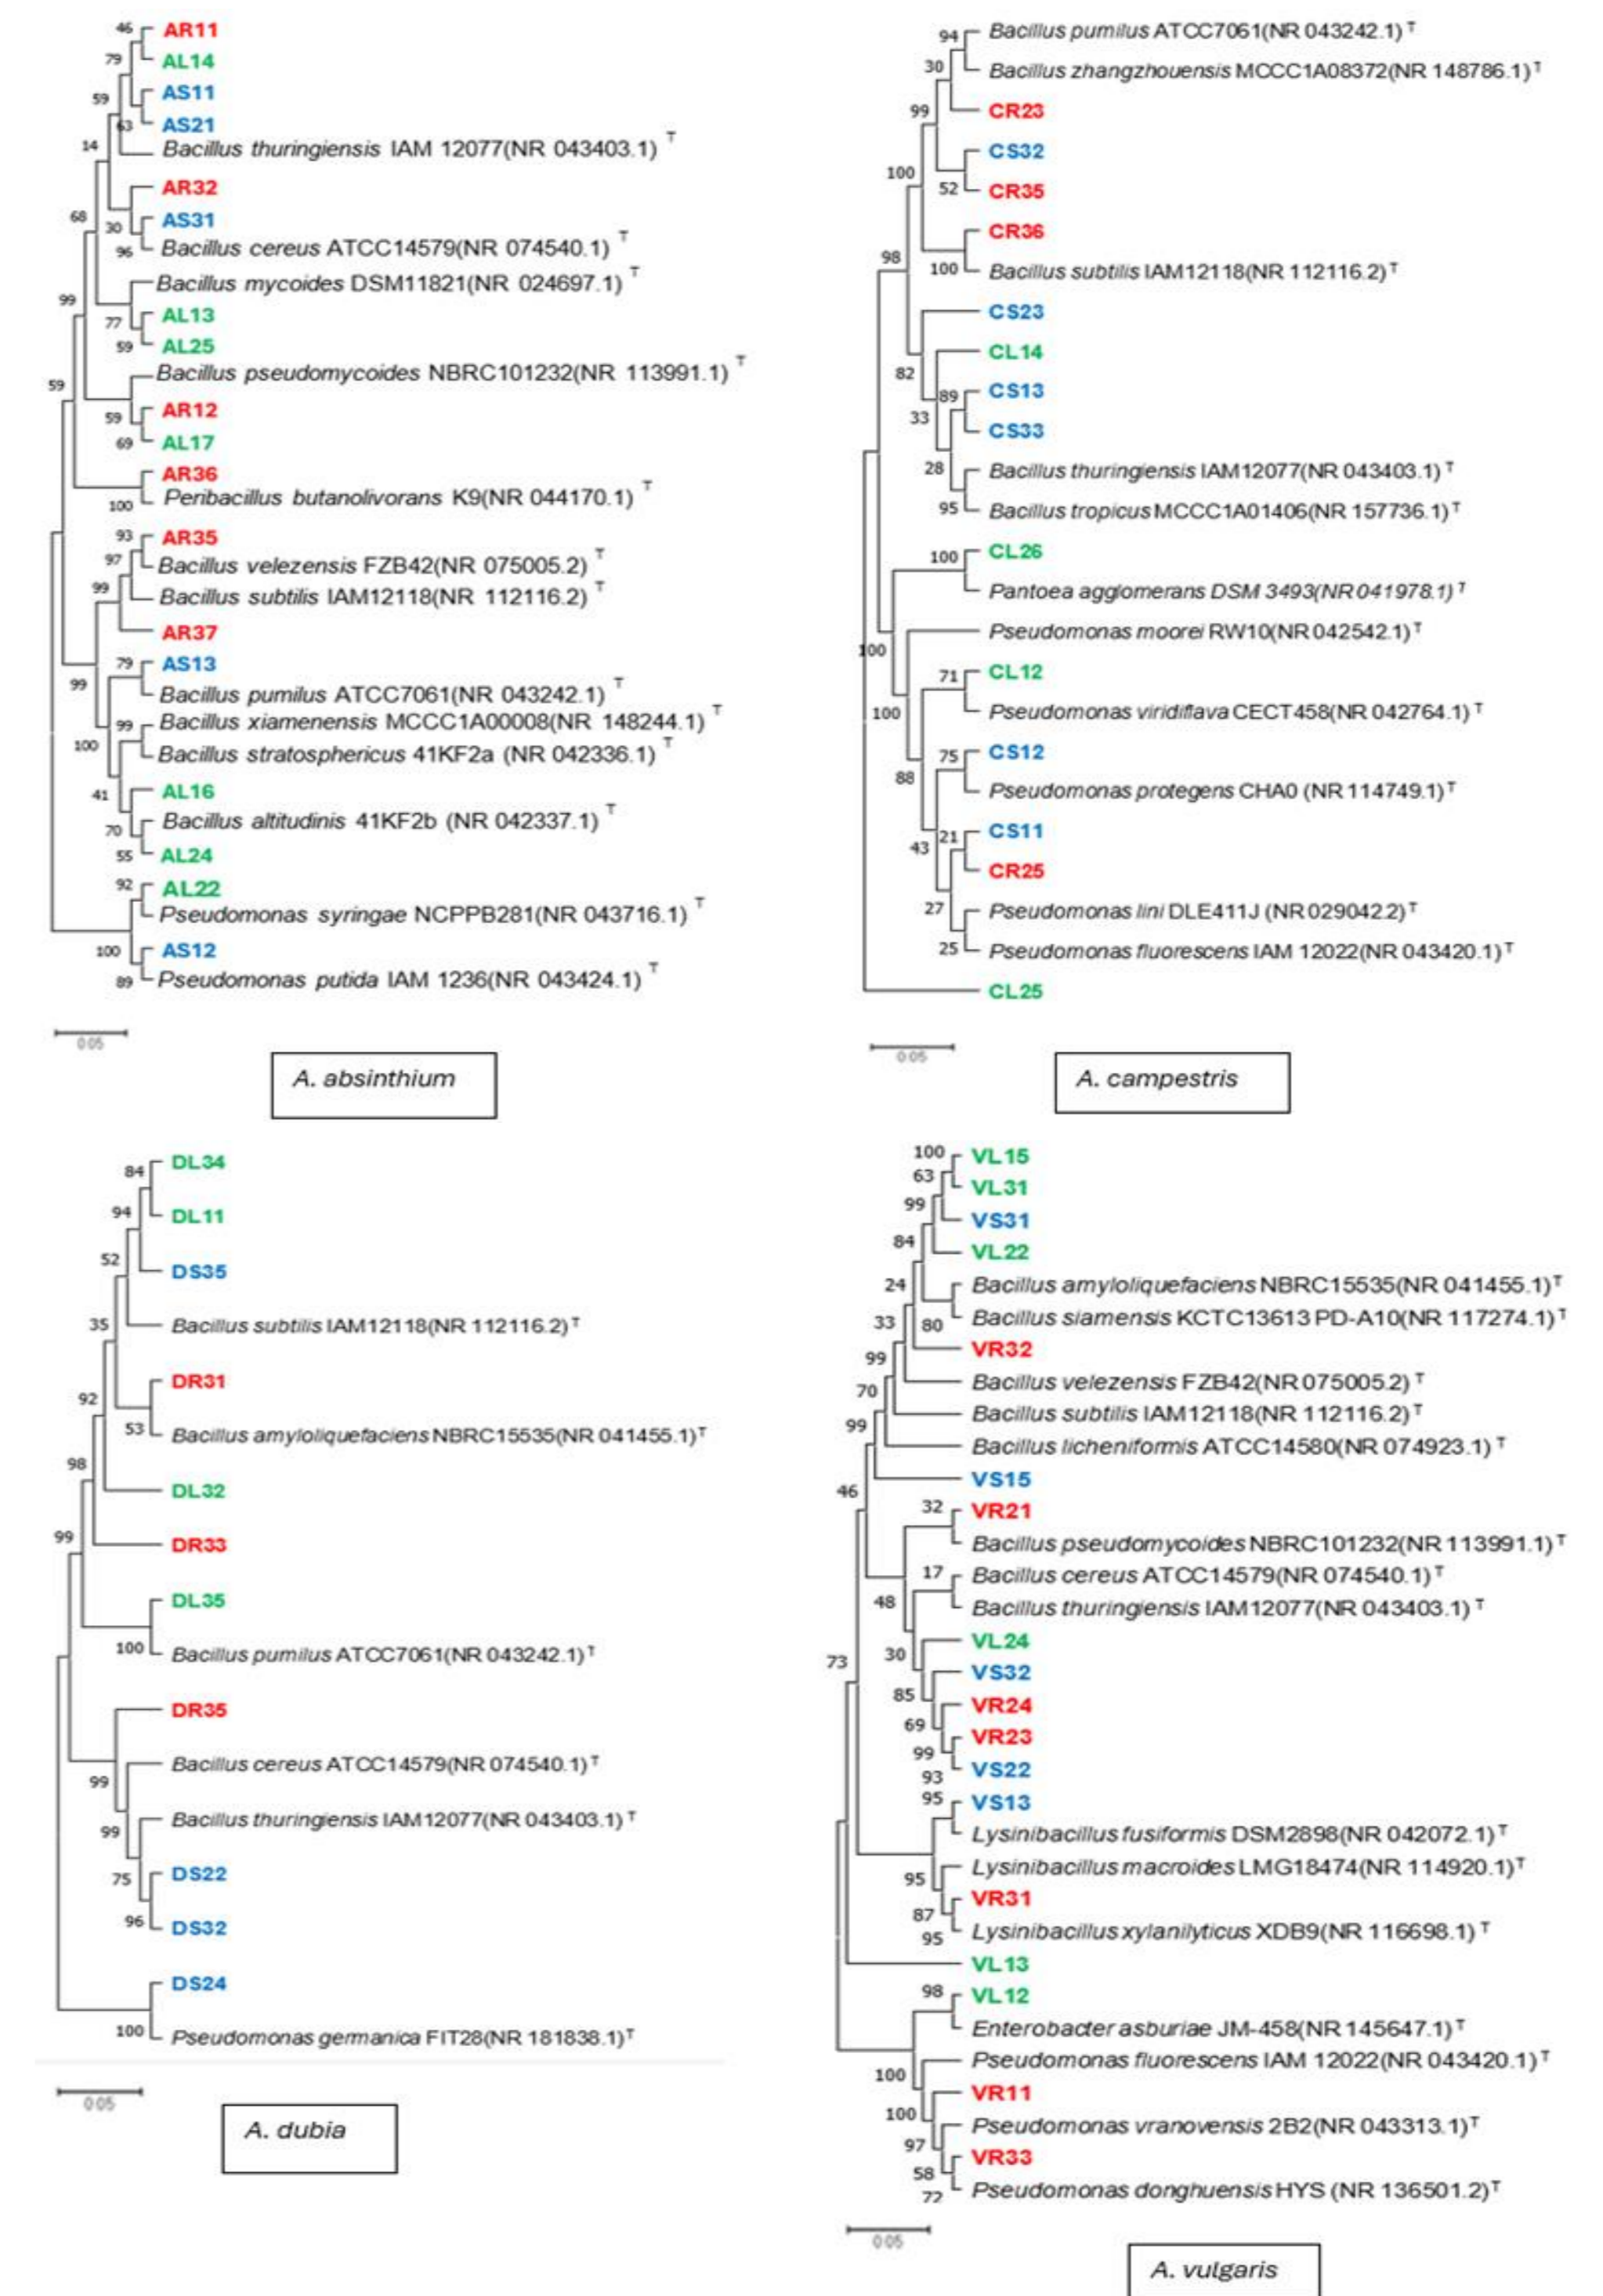 46
AR11
79
AL14
59
AS11
63
AS21
14
Bacillus thuringiensis IAM 12077(NR 043403.1) T
AR32
68
AS31
30
96
Bacillus cereus ATCC14579(NR 074540.1) T
Bacillus mycoides DSM11821(NR 024697.1) T
99
77
AL13
59
AL25
Bacillus pseudomycoides NBRC101232(NR 113991.1) T
59
59
AR12
69
AL17
AR36
100
Peribacillus butanolivorans K9(NR 044170.1) T
93
AR35
97
Bacillus velezensis FZB42(NR 075005.2) T
99
Bacillus subtilis IAM12118(NR 112116.2) T
AR37
79
AS13
99
Bacillus pumilus ATCC7061(NR 043242.1) T
99
Bacillus xiamenensis MCCC1A00008(NR 148244.1) T
100
Bacillus stratosphericus 41KF2a (NR 042336.1) T
41
AL16
70
Bacillus altitudinis 41KF2b (NR 042337.1) T
55
AL24
92
AL22
Pseudomonas syringae NCPPB281(NR 043716.1) T
100
AS12
89
Pseudomonas putida IAM 1236(NR 043424.1) T
0.05
A. absinthium
94
Bacillus pumilus ATCC7061(NR 043242.1) T
30
Bacillus zhangzhouensis MCCC1A08372(NR 148786.1) T
99
CR23
CS32
100
52
CR35
CR36
98
100
Bacillus subtilis IAM12118(NR 112116.2) T
CS23
CL14
82
89
CS13
33
CS33
28
Bacillus thuringiensis IAM12077(NR 043403.1) T
95
Bacillus tropicus MCCC1A01406(NR 157736.1) T
100
CL26
Pantoea agglomerans DSM 3493(NR 041978.1) T
Pseudomonas moorei RW10(NR 042542.1) T
100
71
CL12
100
Pseudomonas viridiflava CECT458(NR 042764.1) T
75
CS12
88
Pseudomonas protegens CHA0 (NR 114749.1) T
21
CS11
43
CR25
27
Pseudomonas lini DLE411J (NR 029042.2) T
25
Pseudomonas fluorescens IAM 12022(NR 043420.1) T
CL25
0.05
A. campestris
84
DL34
94
DL11
52
DS35
35
Bacillus subtilis IAM12118(NR 112116.2) T
DR31
92
53
Bacillus amyloliquefaciens NBRC15535(NR 041455.1) T
98
DL32
99
DR33
DL35
100
Bacillus pumilus ATCC7061(NR 043242.1) T
DR35
Bacillus cereus ATCC14579(NR 074540.1) T
99
Bacillus thuringiensis IAM12077(NR 043403.1) T
99
75
DS22
96
DS32
DS24
100
Pseudomonas germanica FIT28(NR 181838.1) T
0.05
A. dubia
100
VL15
63
VL31
99
VS31
84
VL22
24
Bacillus amyloliquefaciens NBRC15535(NR 041455.1) T
33
80
Bacillus siamensis KCTC13613 PD-A10(NR 117274.1) T
99
VR32
70
Bacillus velezensis FZB42(NR 075005.2) T
99
Bacillus subtilis IAM12118(NR 112116.2) T
Bacillus licheniformis ATCC14580(NR 074923.1) T
46
VS15
32
VR21
Bacillus pseudomycoides NBRC101232(NR 113991.1) T
17
Bacillus cereus ATCC14579(NR 074540.1) T
48
Bacillus thuringiensis IAM12077(NR 043403.1) T
73
30
VL24
85
VS32
69
VR24
99
VR23
93
VS22
95
VS13
Lysinibacillus fusiformis DSM2898(NR 042072.1) T
95
Lysinibacillus macroides LMG18474(NR 114920.1) T
87
VR31
95
Lysinibacillus xylanilyticus XDB9(NR 116698.1) T
VL13
98
VL12
Enterobacter asburiae JM-458(NR 145647.1) T
100
Pseudomonas fluorescens IAM 12022(NR 043420.1) T
100
VR11
97
Pseudomonas vranovensis 2B2(NR 043313.1) T
58
VR33
72
Pseudomonas donghuensis HYS (NR 136501.2) T
0.05
A. vulgaris